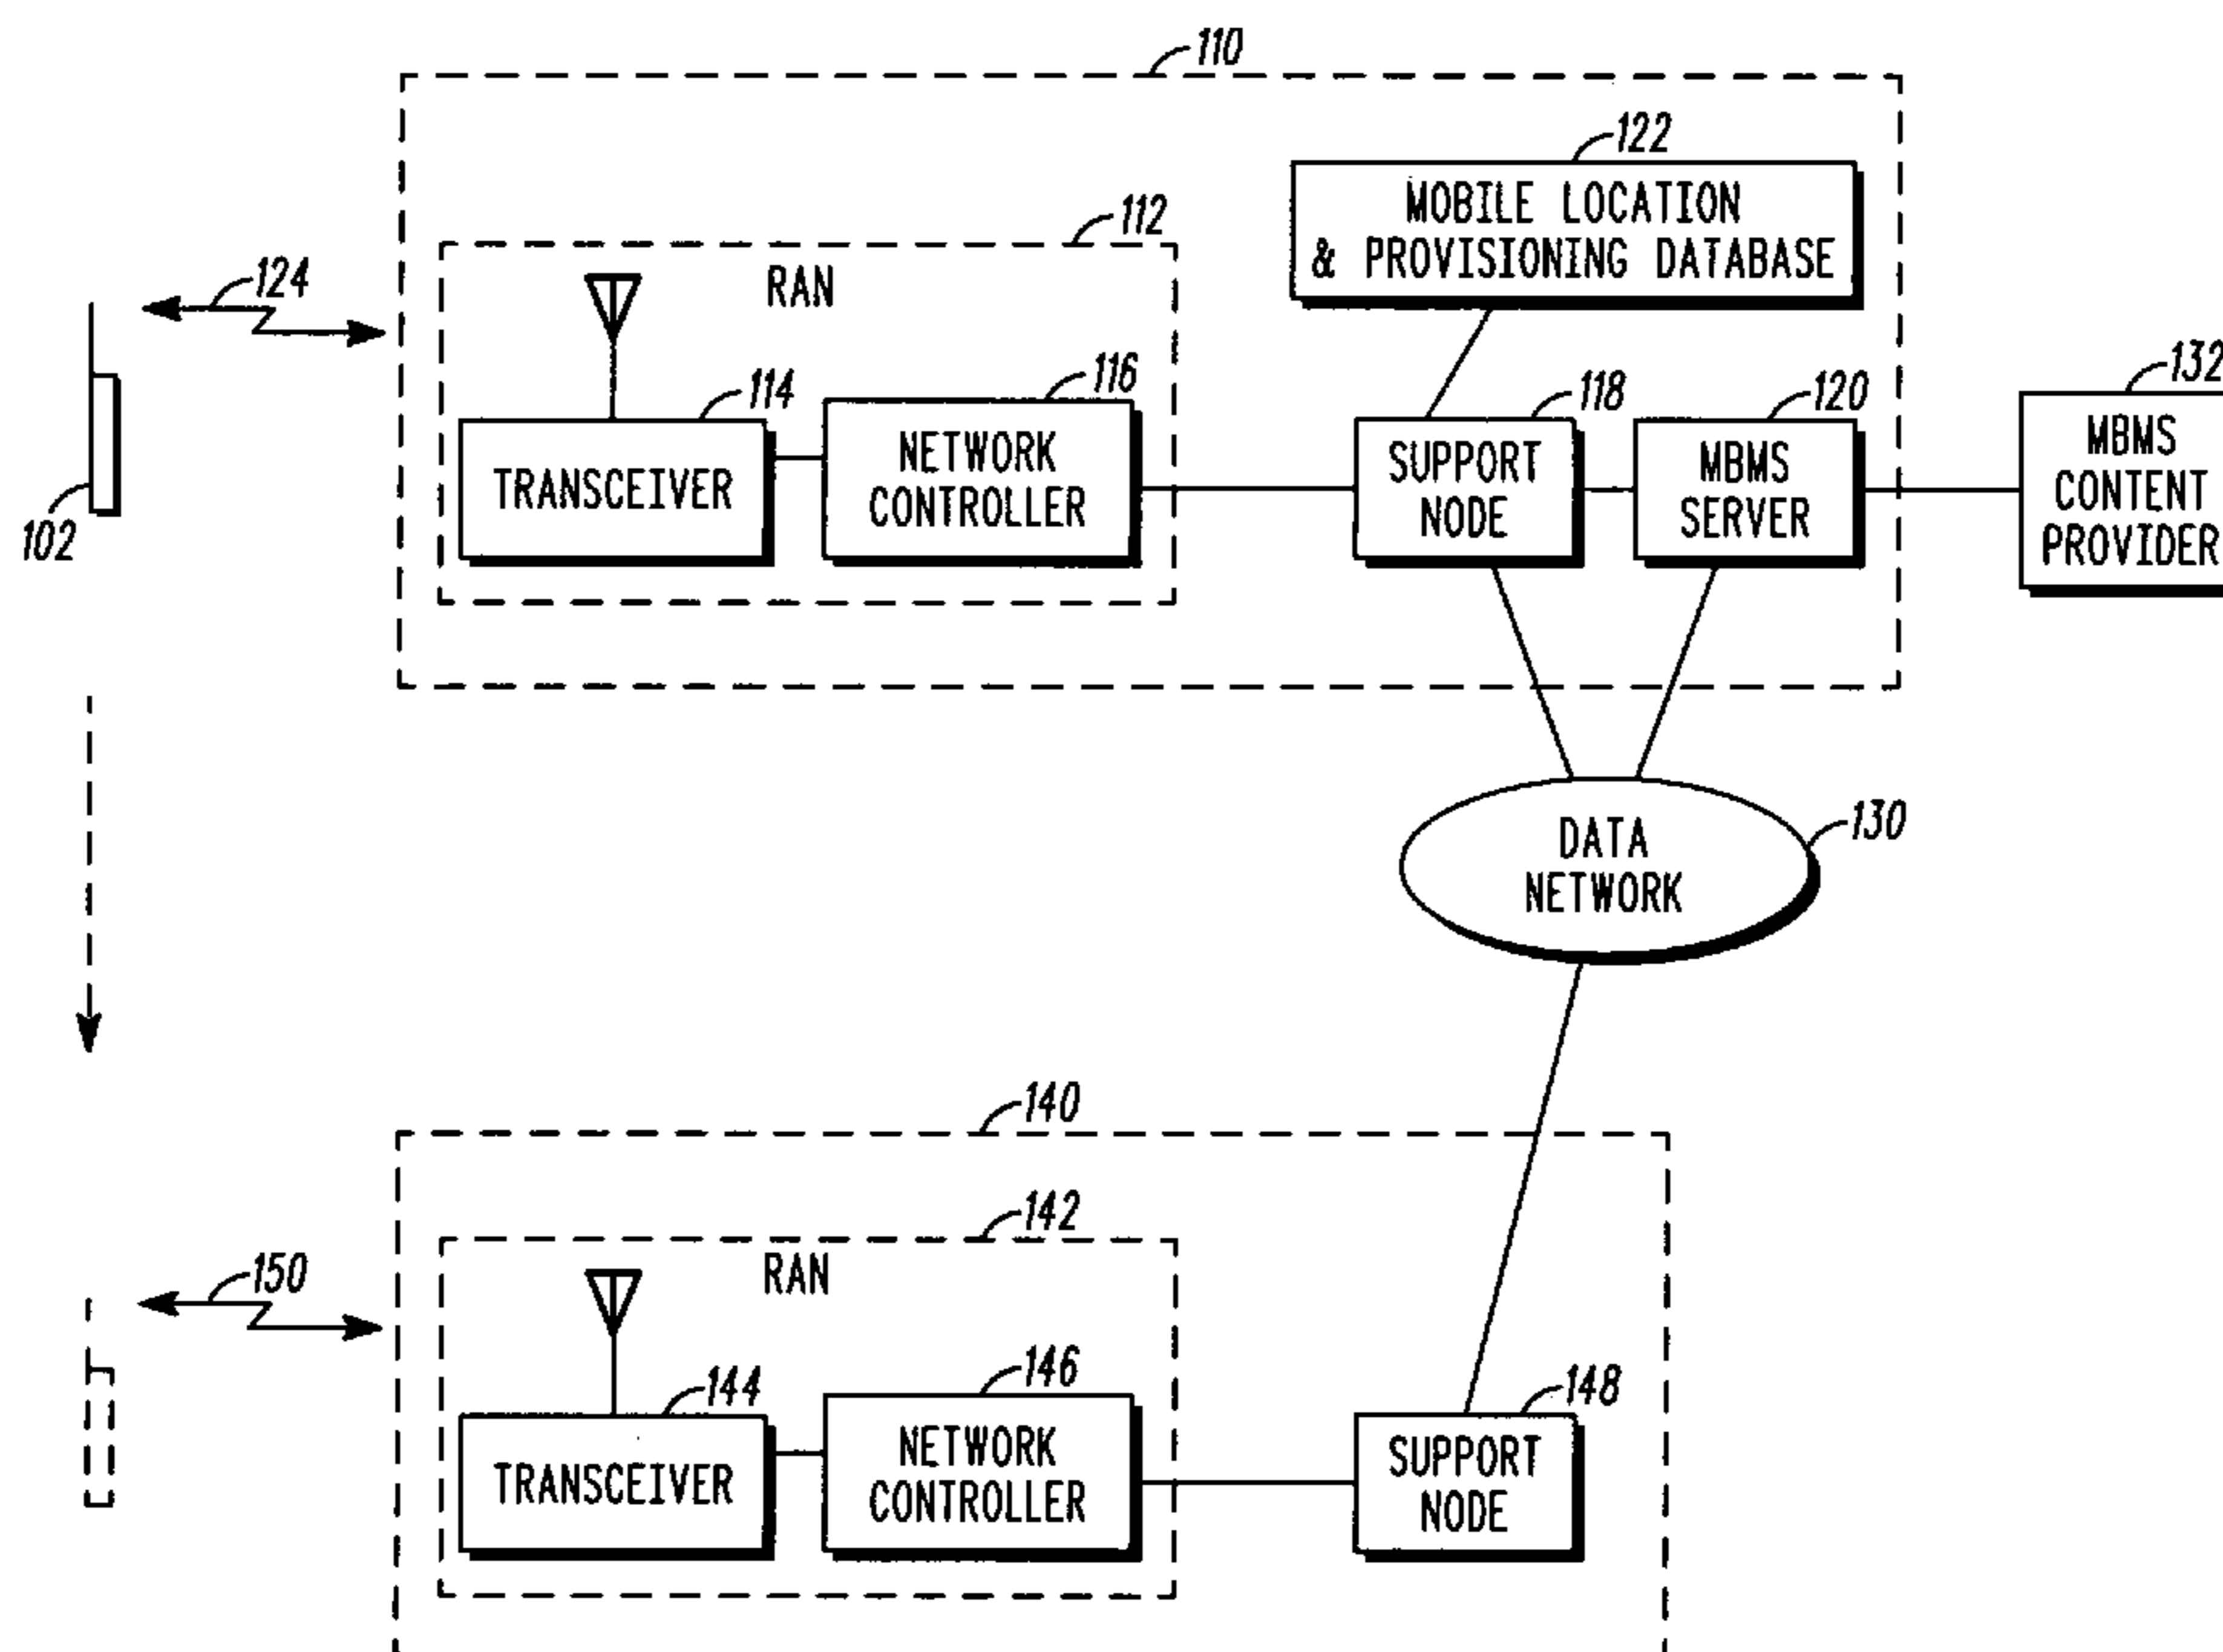 110
122
MOBILE LOCATION
& PROVISIONING DATABASE
112
RAN
124
114
116
118
120
132
TRANSCEIVER
NETWORK
CONTROLLER
SUPPORT
NODE
MBMS
SERVER
MBMS
CONTENT
PROVIDER
102
DATA
NETWORK
130
140
142
RAN
150
144
146
148
TRANSCEIVER
NETWORK
CONTROLLER
SUPPORT
NODE